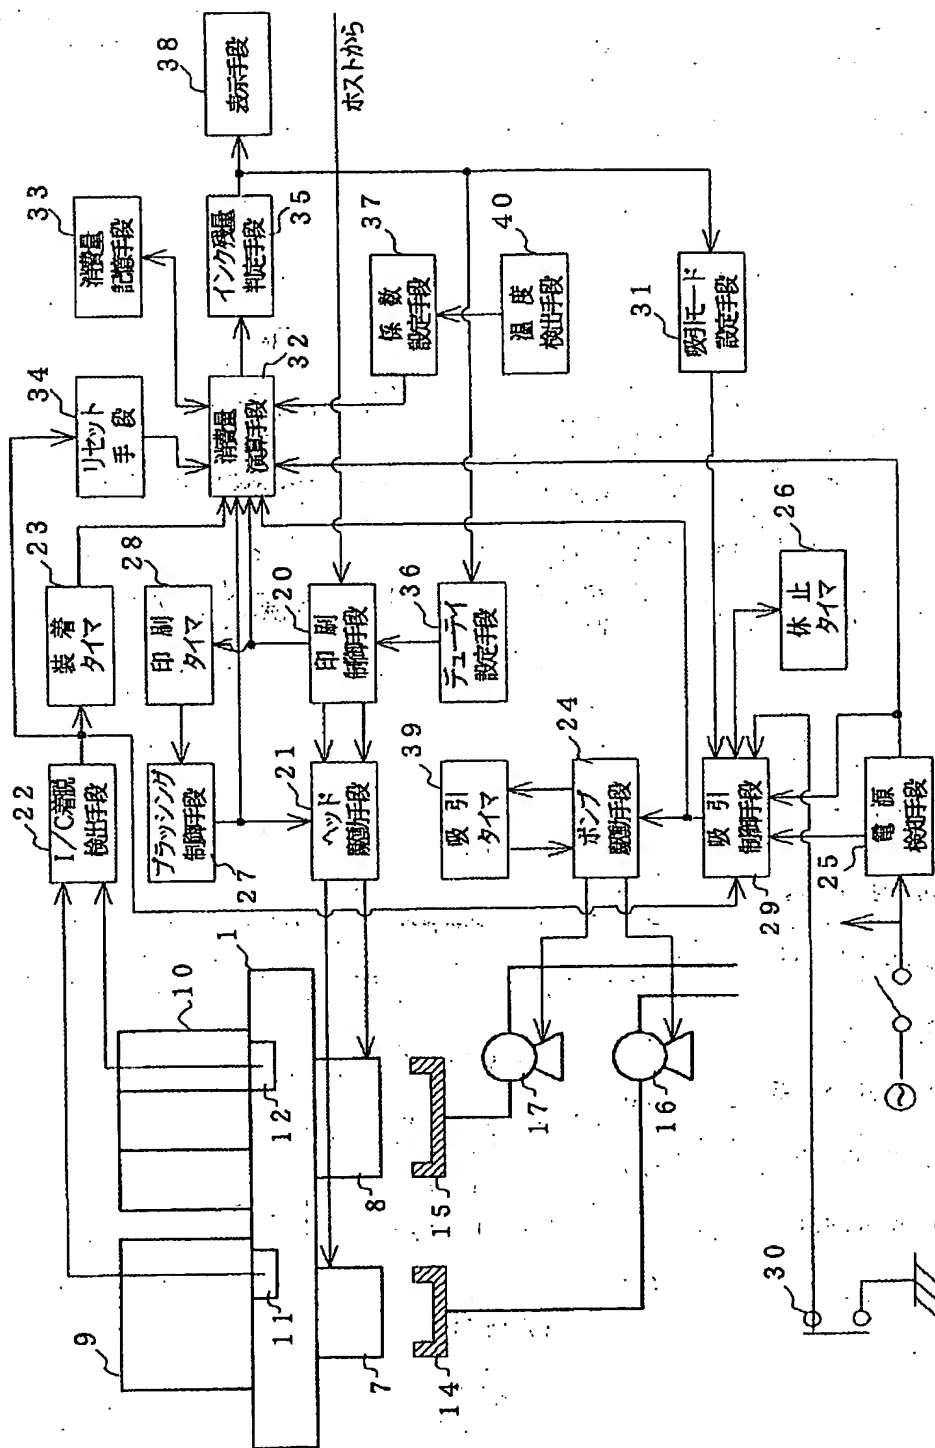 9
10
11
12
1
7
8
14
15
16
17
22
I/C着脱
検出手段
23
装着
タイマ
34
リセット
手段
33
消費量
記憶手段
38
表示手段
27
プラッシング
制御手段
28
印刷
タイマ
32
消費量
演算手段
35
インク残量
判定手段
21
ヘッド
駆動手段
20
印刷
制御手段
ホストから
39
吸引
タイマ
36
デューティ
設定手段
37
係数
設定手段
24
ポンプ
駆動手段
40
温度
検出手段
30
29
吸引
制御手段
26
休止
タイマ
31
吸引モード
設定手段
25
電源
検知手段